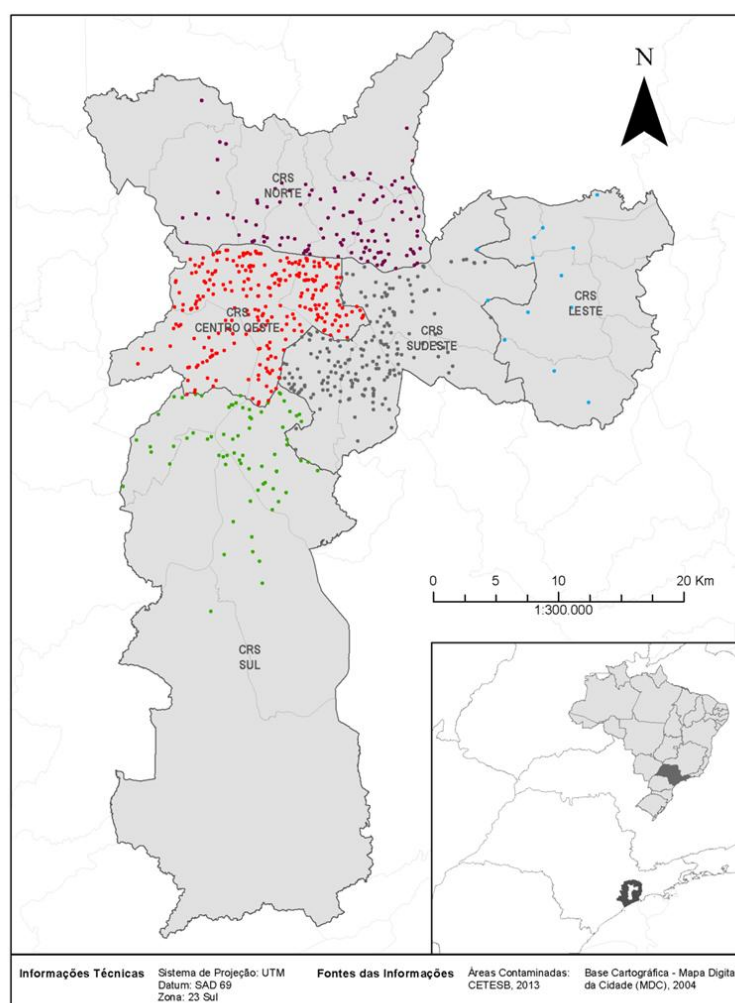 N
CRS
NORTE
CRS
LESTE
CRS
CENTRO OESTE
CRS
SUDESTE
0 5 10 20 Km
1:300.000
CRS
SUL
Informações Técnicas
Sistema de Projeção: UTM
Datum: SAD 69
Zona: 23 Sul
Fontes das Informações
Áreas Contaminadas:
CETESB, 2013
Base Cartográfica - Mapa Digital
da Cidade (MDC), 2004